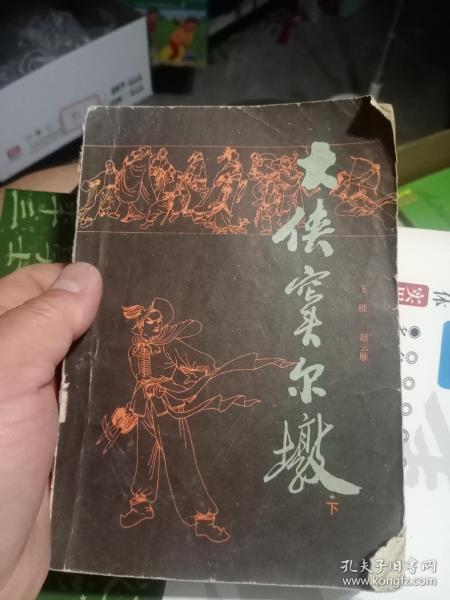 大侠窦尔墩
飞雁 赵云雁
下
孔夫子旧书网
www.kongfz.com